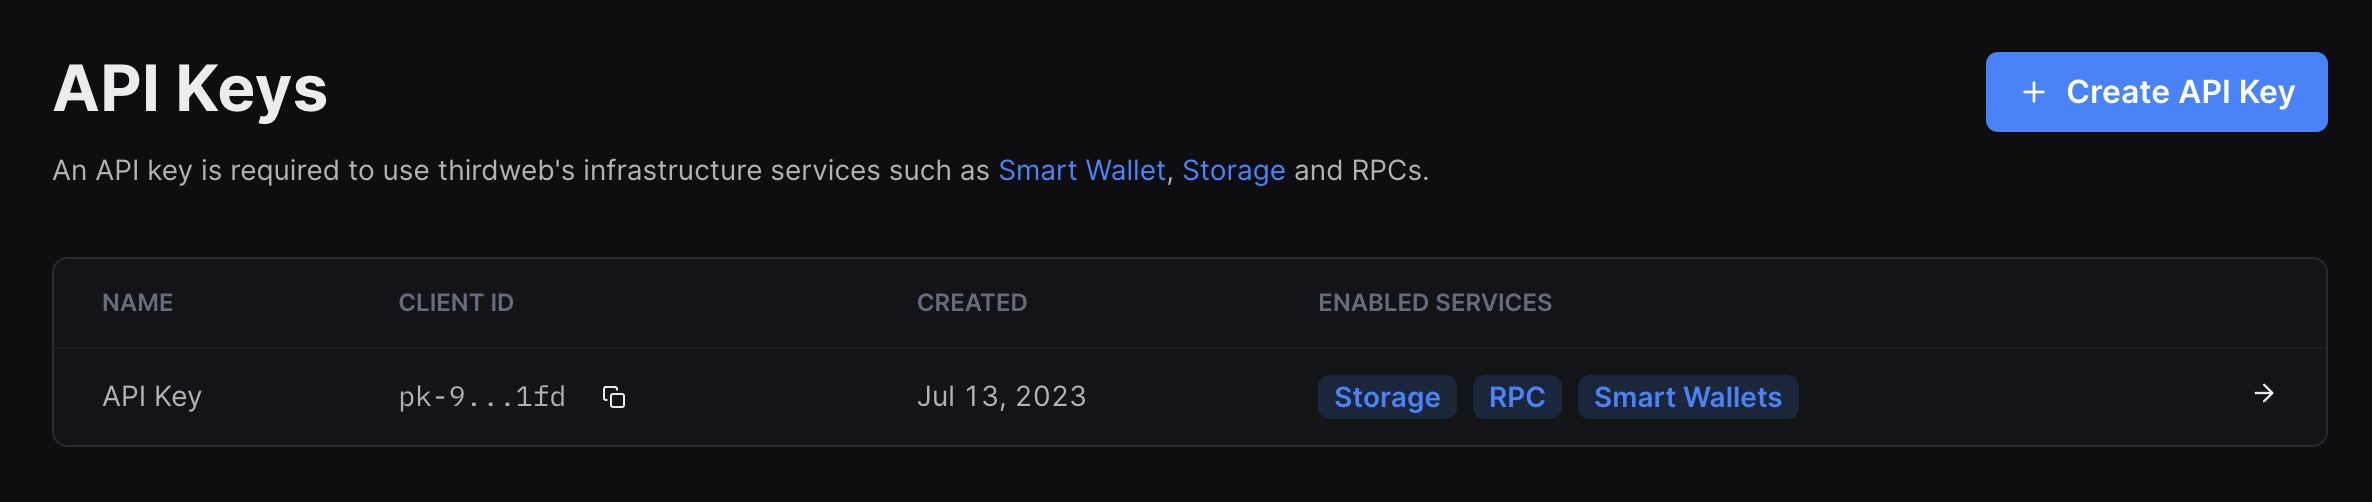 API Keys
+ Create API Key
An API key is required to use thirdweb's infrastructure services such as Smart Wallet, Storage and RPCs.
NAME CLIENT ID CREATED ENABLED SERVICES
API Key pk-9...1fd Jul 13, 2023 Storage RPC Smart Wallets